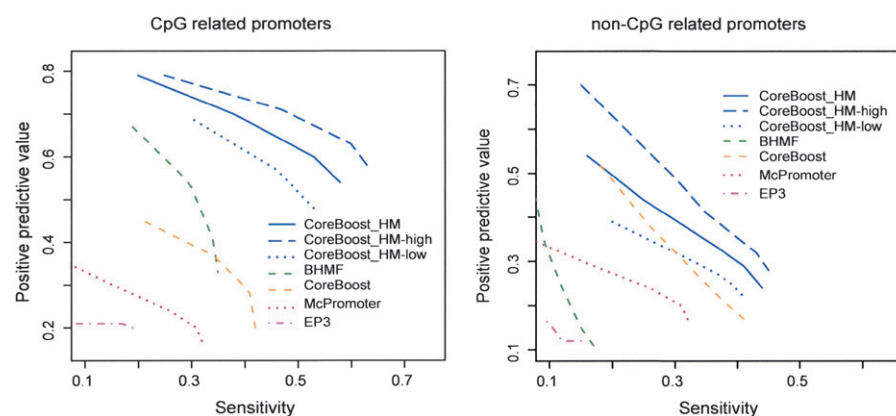 CpG related promoters
Positive predictive value
0.8
0.6
0.4
0.2
CoreBoost_HM
CoreBoost_HM-high
CoreBoost_HM-low
BHMF
CoreBoost
McPromoter
EP3
0.1
0.3
0.5
0.7
Sensitivity
non-CpG related promoters
Positive predictive value
0.7
0.5
0.3
0.1
CoreBoost_HM
CoreBoost_HM-high
CoreBoost_HM-low
BHMF
CoreBoost
McPromoter
EP3
0.1
0.3
0.5
Sensitivity